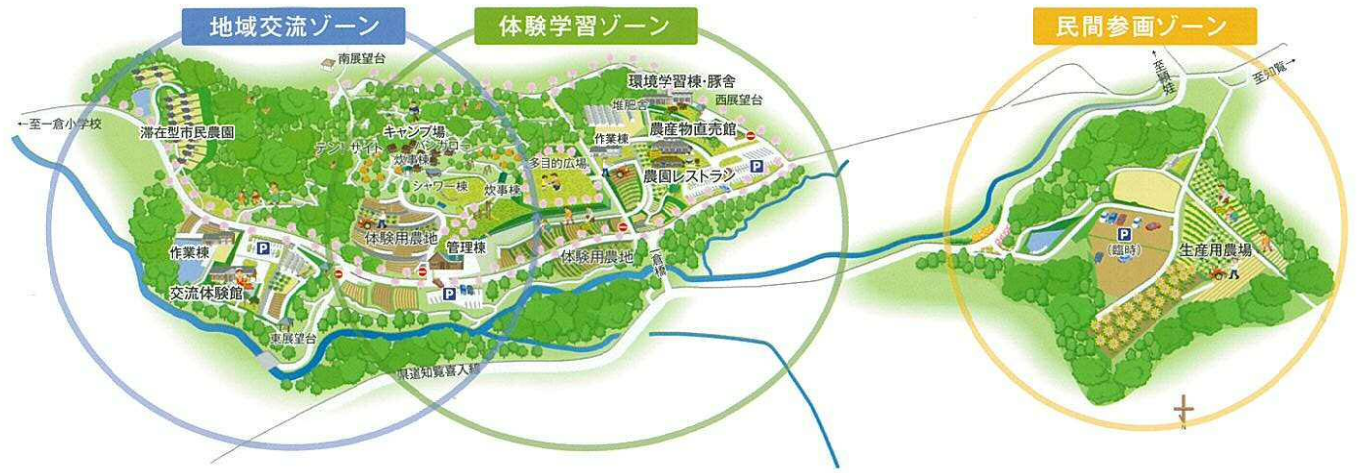 地域交流ゾーン
体験学習ゾーン
民間参画ゾーン
南展望台
←至一倉小学校
滞在型市民農園
キャンプ場
テントサイト
バンガロー
炊事棟
シャワー棟
炊事棟
多目的広場
環境学習棟・豚舎
堆肥舎
西展望台
作業棟
農産物直売館
農園レストラン
P
体験用農地
管理棟
体験用農地
一倉橋
作業棟
P
交流体験館
P
東展望台
県道知覧喜入線
←至頴娃
至知覧→
P
(臨時)
生産用農場
N